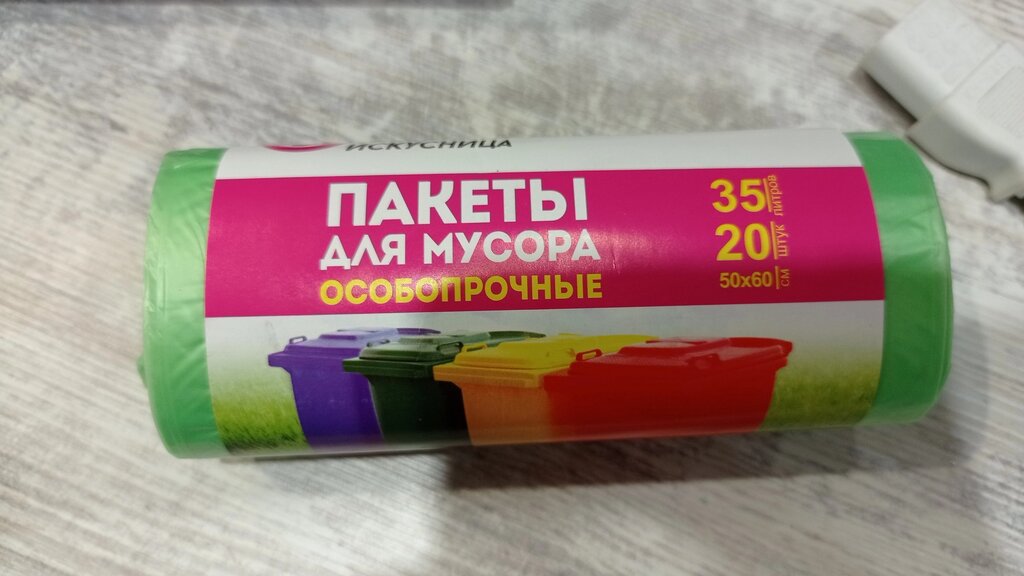 ИСКУСНИЦА
ПАКЕТЫ
ДЛЯ МУСОРА
ОСОБОПРОЧНЫЕ
35 литров
20 штук
50х60 см